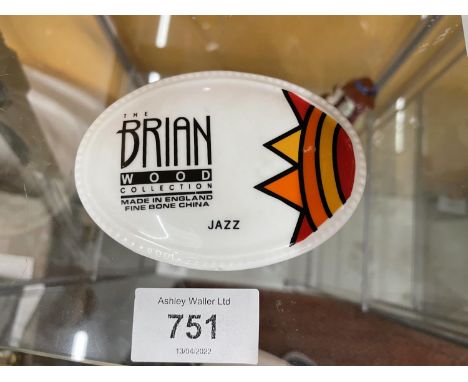 THE
BRIAN
WOOD
COLLECTION
MADE IN ENGLAND
FINE BONE CHINA
JAZZ
Ashley Waller Ltd
751
13/04/2022